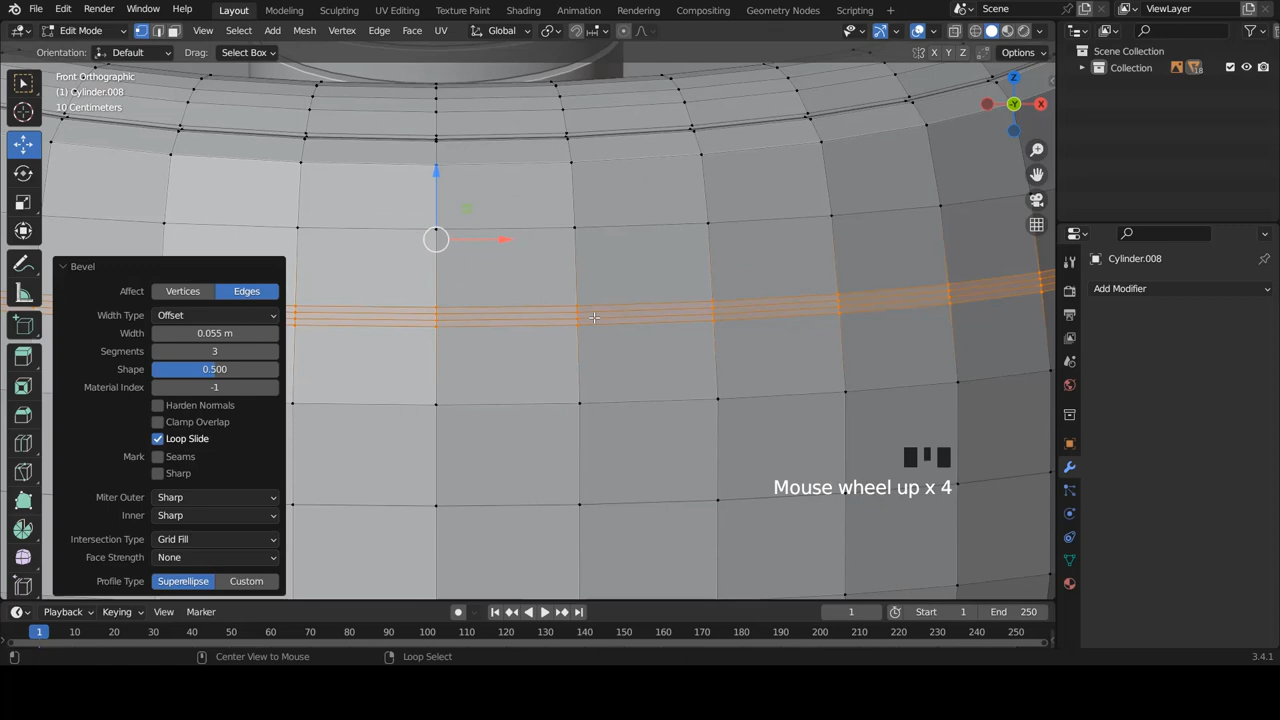 File Edit Render Window Help Layout Modeling Sculpting UV Editing Texture Paint Shading Animation Rendering Compositing Geometry Nodes Scripting Scene ViewLayer
Edit Mode View Select Add Mesh Vertex Edge Face UV Global
Orientation: Default Drag: Select Box X Y Z Options
Scene Collection
Collection 18
Front Orthographic
(1) Cylinder.008
10 Centimeters
Z
X
-Y
Bevel
Affect Vertices Edges
Width Type Offset
Width 0.055 m
Segments 3
Shape 0.500
Material Index -1
Harden Normals
Clamp Overlap
Loop Slide
Mark Seams
Sharp
Miter Outer Sharp
Inner Sharp
Intersection Type Grid Fill
Face Strength None
Profile Type Superellipse Custom
Mouse wheel up x 4
Cylinder.008
Add Modifier
Playback Keying View Marker 1 Start 1 End 250
1 10 20 30 40 50 60 70 80 90 100 110 120 130 140 150 160 170 180 190 200 210 220 230 240 250
Center View to Mouse Loop Select 3.4.1